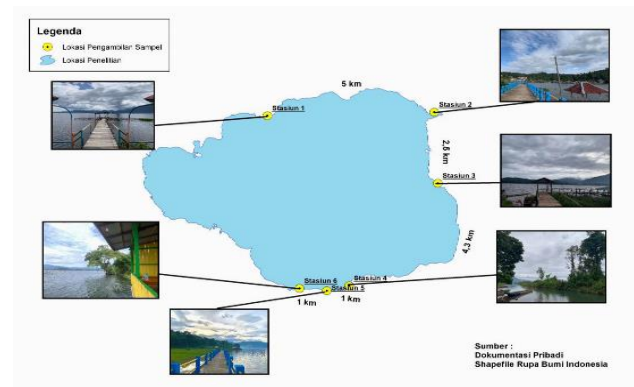 Legenda
Lokasi Pengambilan Sampel
Lokasi Penelitian
5 km
Stasiun 1
Stasiun 2
2,5 km
Stasiun 3
4,3 km
Stasiun 4
Stasiun 6
Stasiun 5
1 km
1 km
Sumber :
Dokumentasi Pribadi
Shapefile Rupa Bumi Indonesia